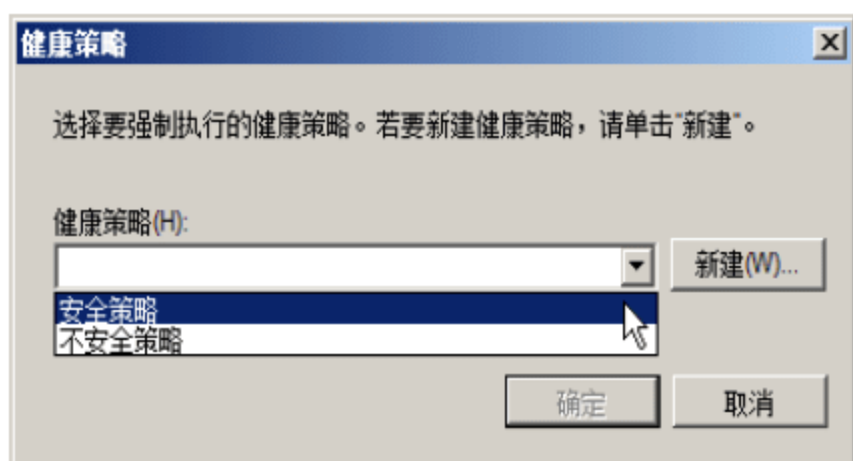 健康策略
选择要强制执行的健康策略。若要新建健康策略，请单击"新建"。
健康策略(H):
新建(W)...
安全策略
不安全策略
确定
取消